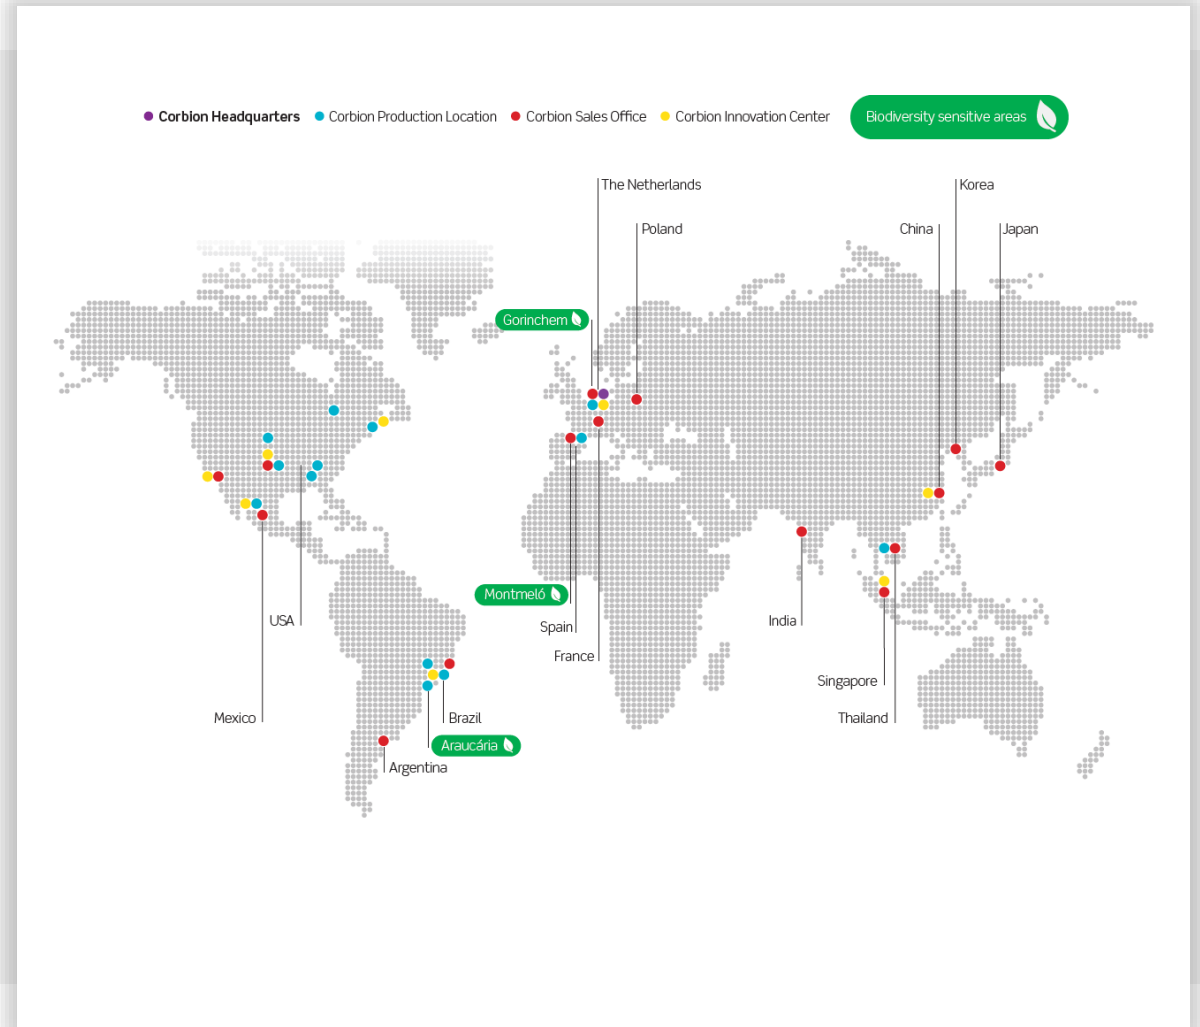 Corbion Headquarters
Corbion Production Location
Corbion Sales Office
Corbion Innovation Center
Biodiversity sensitive areas
The Netherlands
Korea
Poland
China
Japan
Gorinchem
Montmeló
USA
Spain
India
France
Singapore
Mexico
Brazil
Thailand
Araucária
Argentina